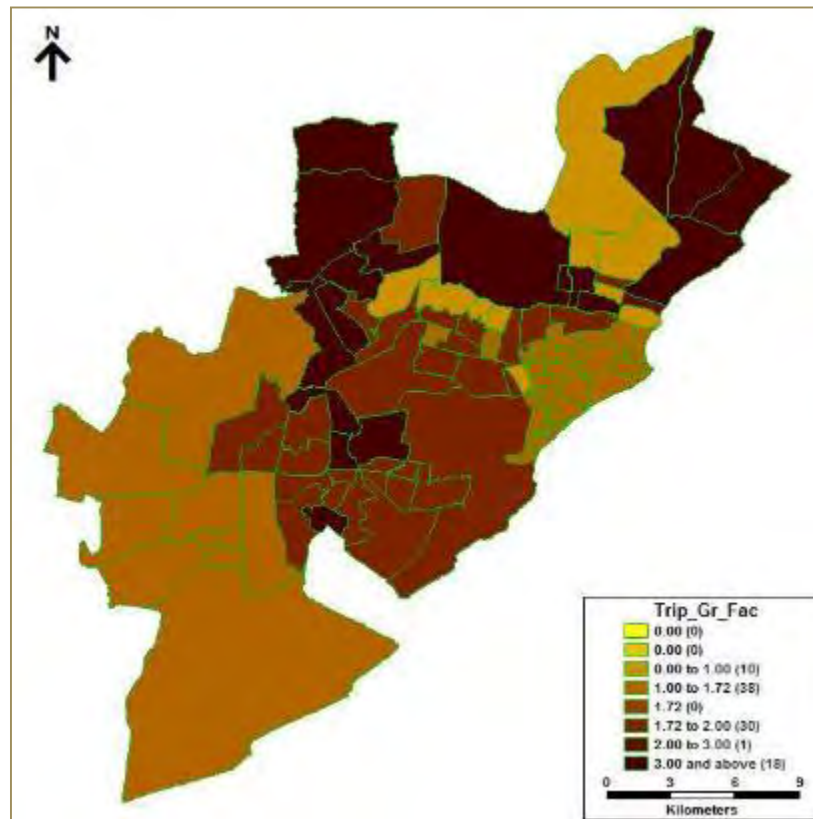 N
Trip_Gr_Fac
0.00 (0)
0.00 (0)
0.00 to 1.00 (10)
1.00 to 1.72 (38)
1.72 (0)
1.72 to 2.00 (30)
2.00 to 3.00 (1)
3.00 and above (18)
0 3 6 9
Kilometers